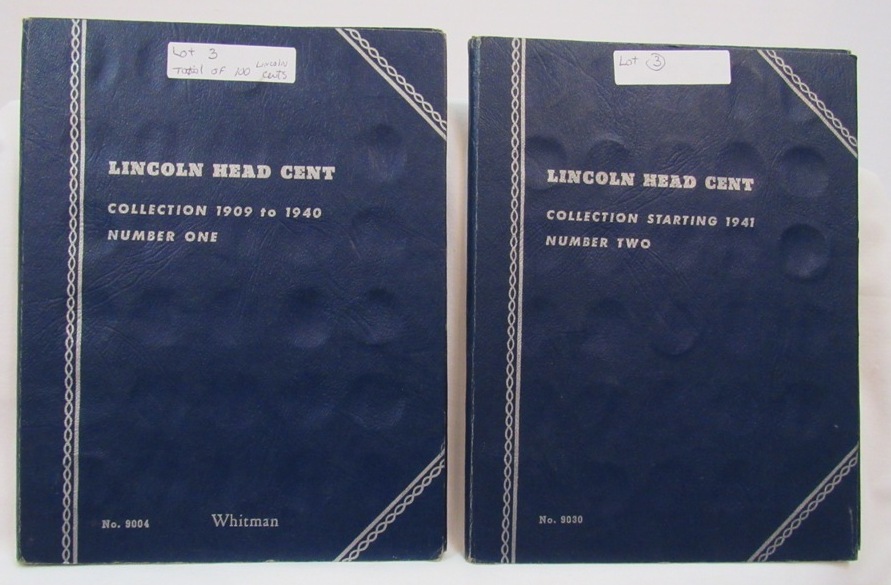 Lot 3
Total of 100 Lincoln cents
LINCOLN HEAD CENT
COLLECTION 1909 to 1940
NUMBER ONE
No. 9004
Whitman
Lot 3
LINCOLN HEAD CENT
COLLECTION STARTING 1941
NUMBER TWO
No. 9030